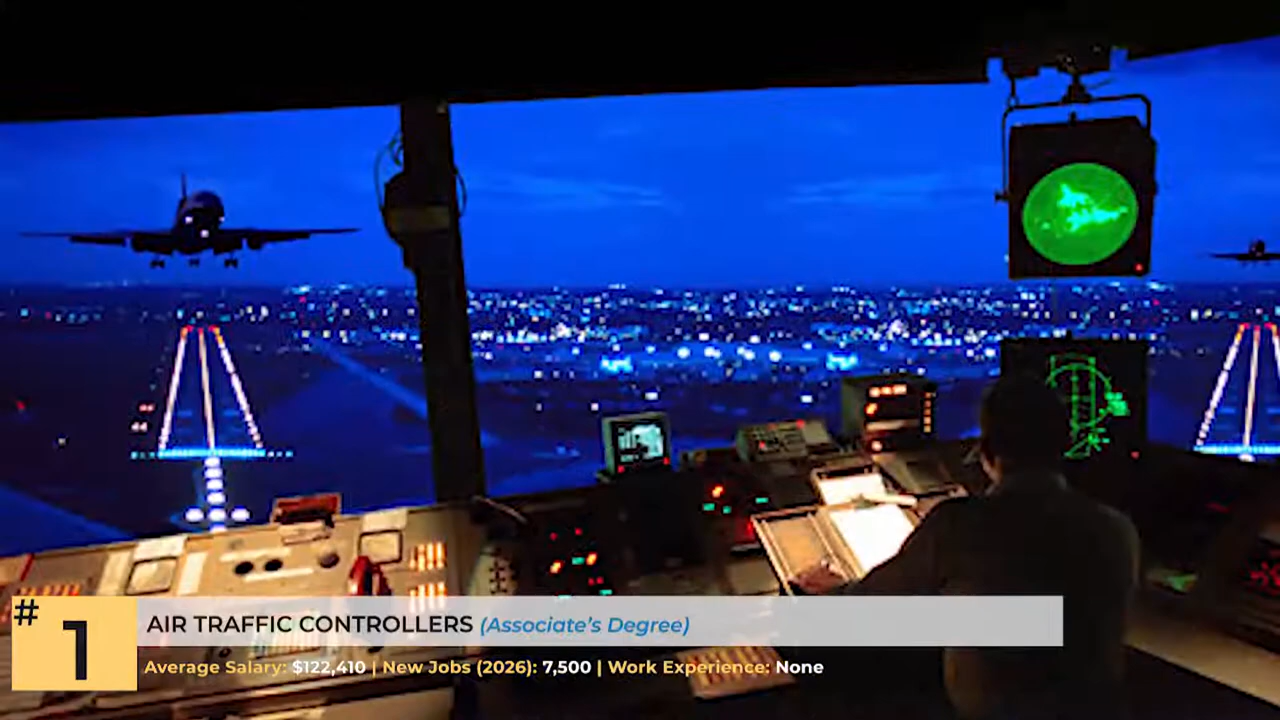 #
1
AIR TRAFFIC CONTROLLERS (Associate's Degree)
Average Salary: $122,410 | New Jobs (2026): 7,500 | Work Experience: None